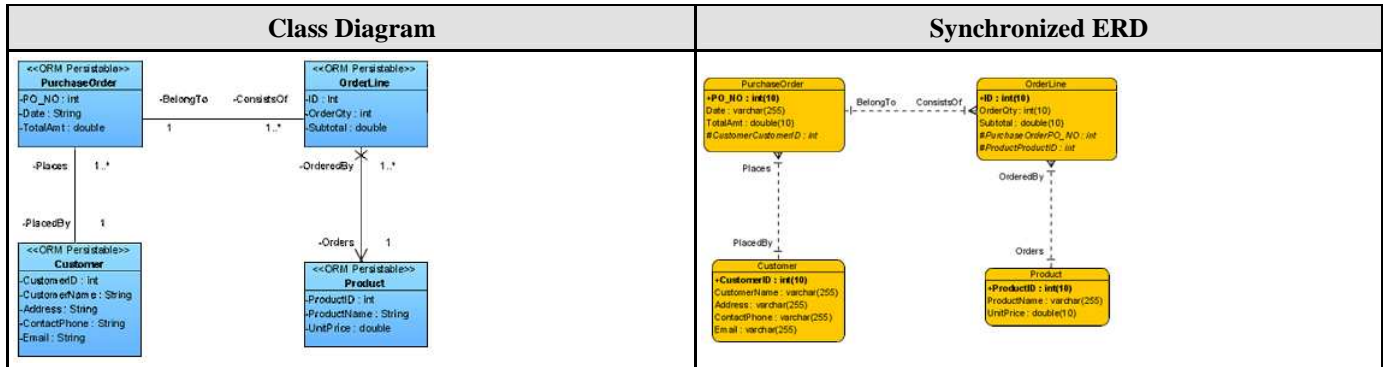 Class Diagram
Synchronized ERD
<<ORM Persistable>>
PurchaseOrder
-PO_NO : int
-Date : String
-TotalAmt : double
-BelongTo
-ConsistsOf
1
1..*
<<ORM Persistable>>
OrderLine
-ID : Int
-OrderQty : int
-Subtotal : double
-Places
1..*
-PlacedBy
1
-OrderedBy
1..*
-Orders
1
<<ORM Persistable>>
Customer
-CustomerID : int
-CustomerName : String
-Address : String
-ContactPhone : String
-Email : String
<<ORM Persistable>>
Product
-ProductID : int
-ProductName : String
-UnitPrice : double
PurchaseOrder
+PO_NO : int(10)
Date : varchar(255)
TotalAmt : double(10)
#CustomerCustomerID : int
BelongTo
ConsistsOf
OrderLine
+ID : int(10)
OrderQty : int(10)
Subtotal : double(10)
#PurchaseOrderPO_NO : int
#ProductProductID : int
Places
PlacedBy
OrderedBy
Orders
Customer
+CustomerID : int(10)
CustomerName : varchar(255)
Address : varchar(255)
ContactPhone : varchar(255)
Email : varchar(255)
Product
+ProductID : int(10)
ProductName : varchar(255)
UnitPrice : double(10)